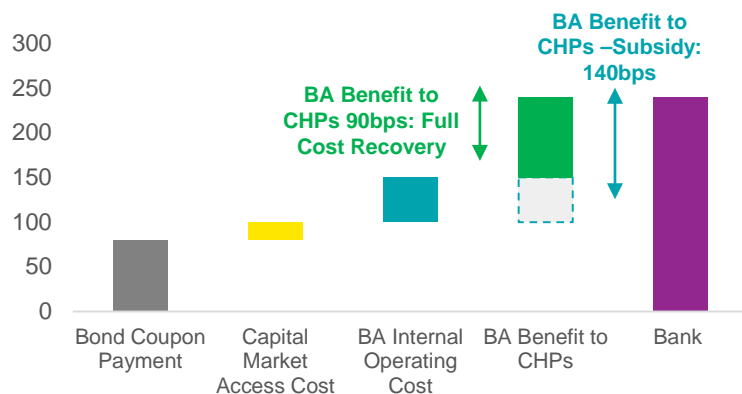 BA Benefit to
CHPs –Subsidy:
140bps
BA Benefit to
CHPs 90bps: Full
Cost Recovery
300
250
200
150
100
50
0
Bond Coupon
Payment
Capital
Market
Access Cost
BA Internal
Operating
Cost
BA Benefit to
CHPs
Bank